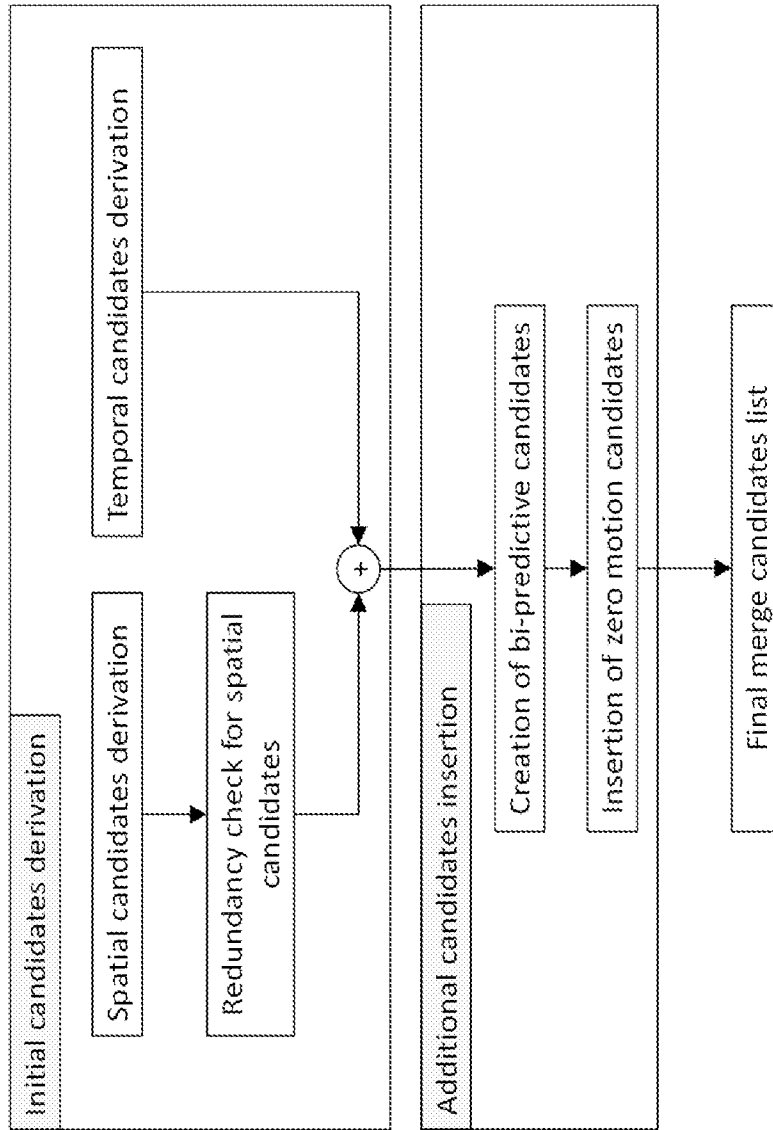 Initial candidates derivation
Spatial candidates derivation
Temporal candidates derivation
Redundancy check for spatial
candidates
+
Additional candidates insertion
Creation of bi-predictive candidates
Insertion of zero motion candidates
Final merge candidates list